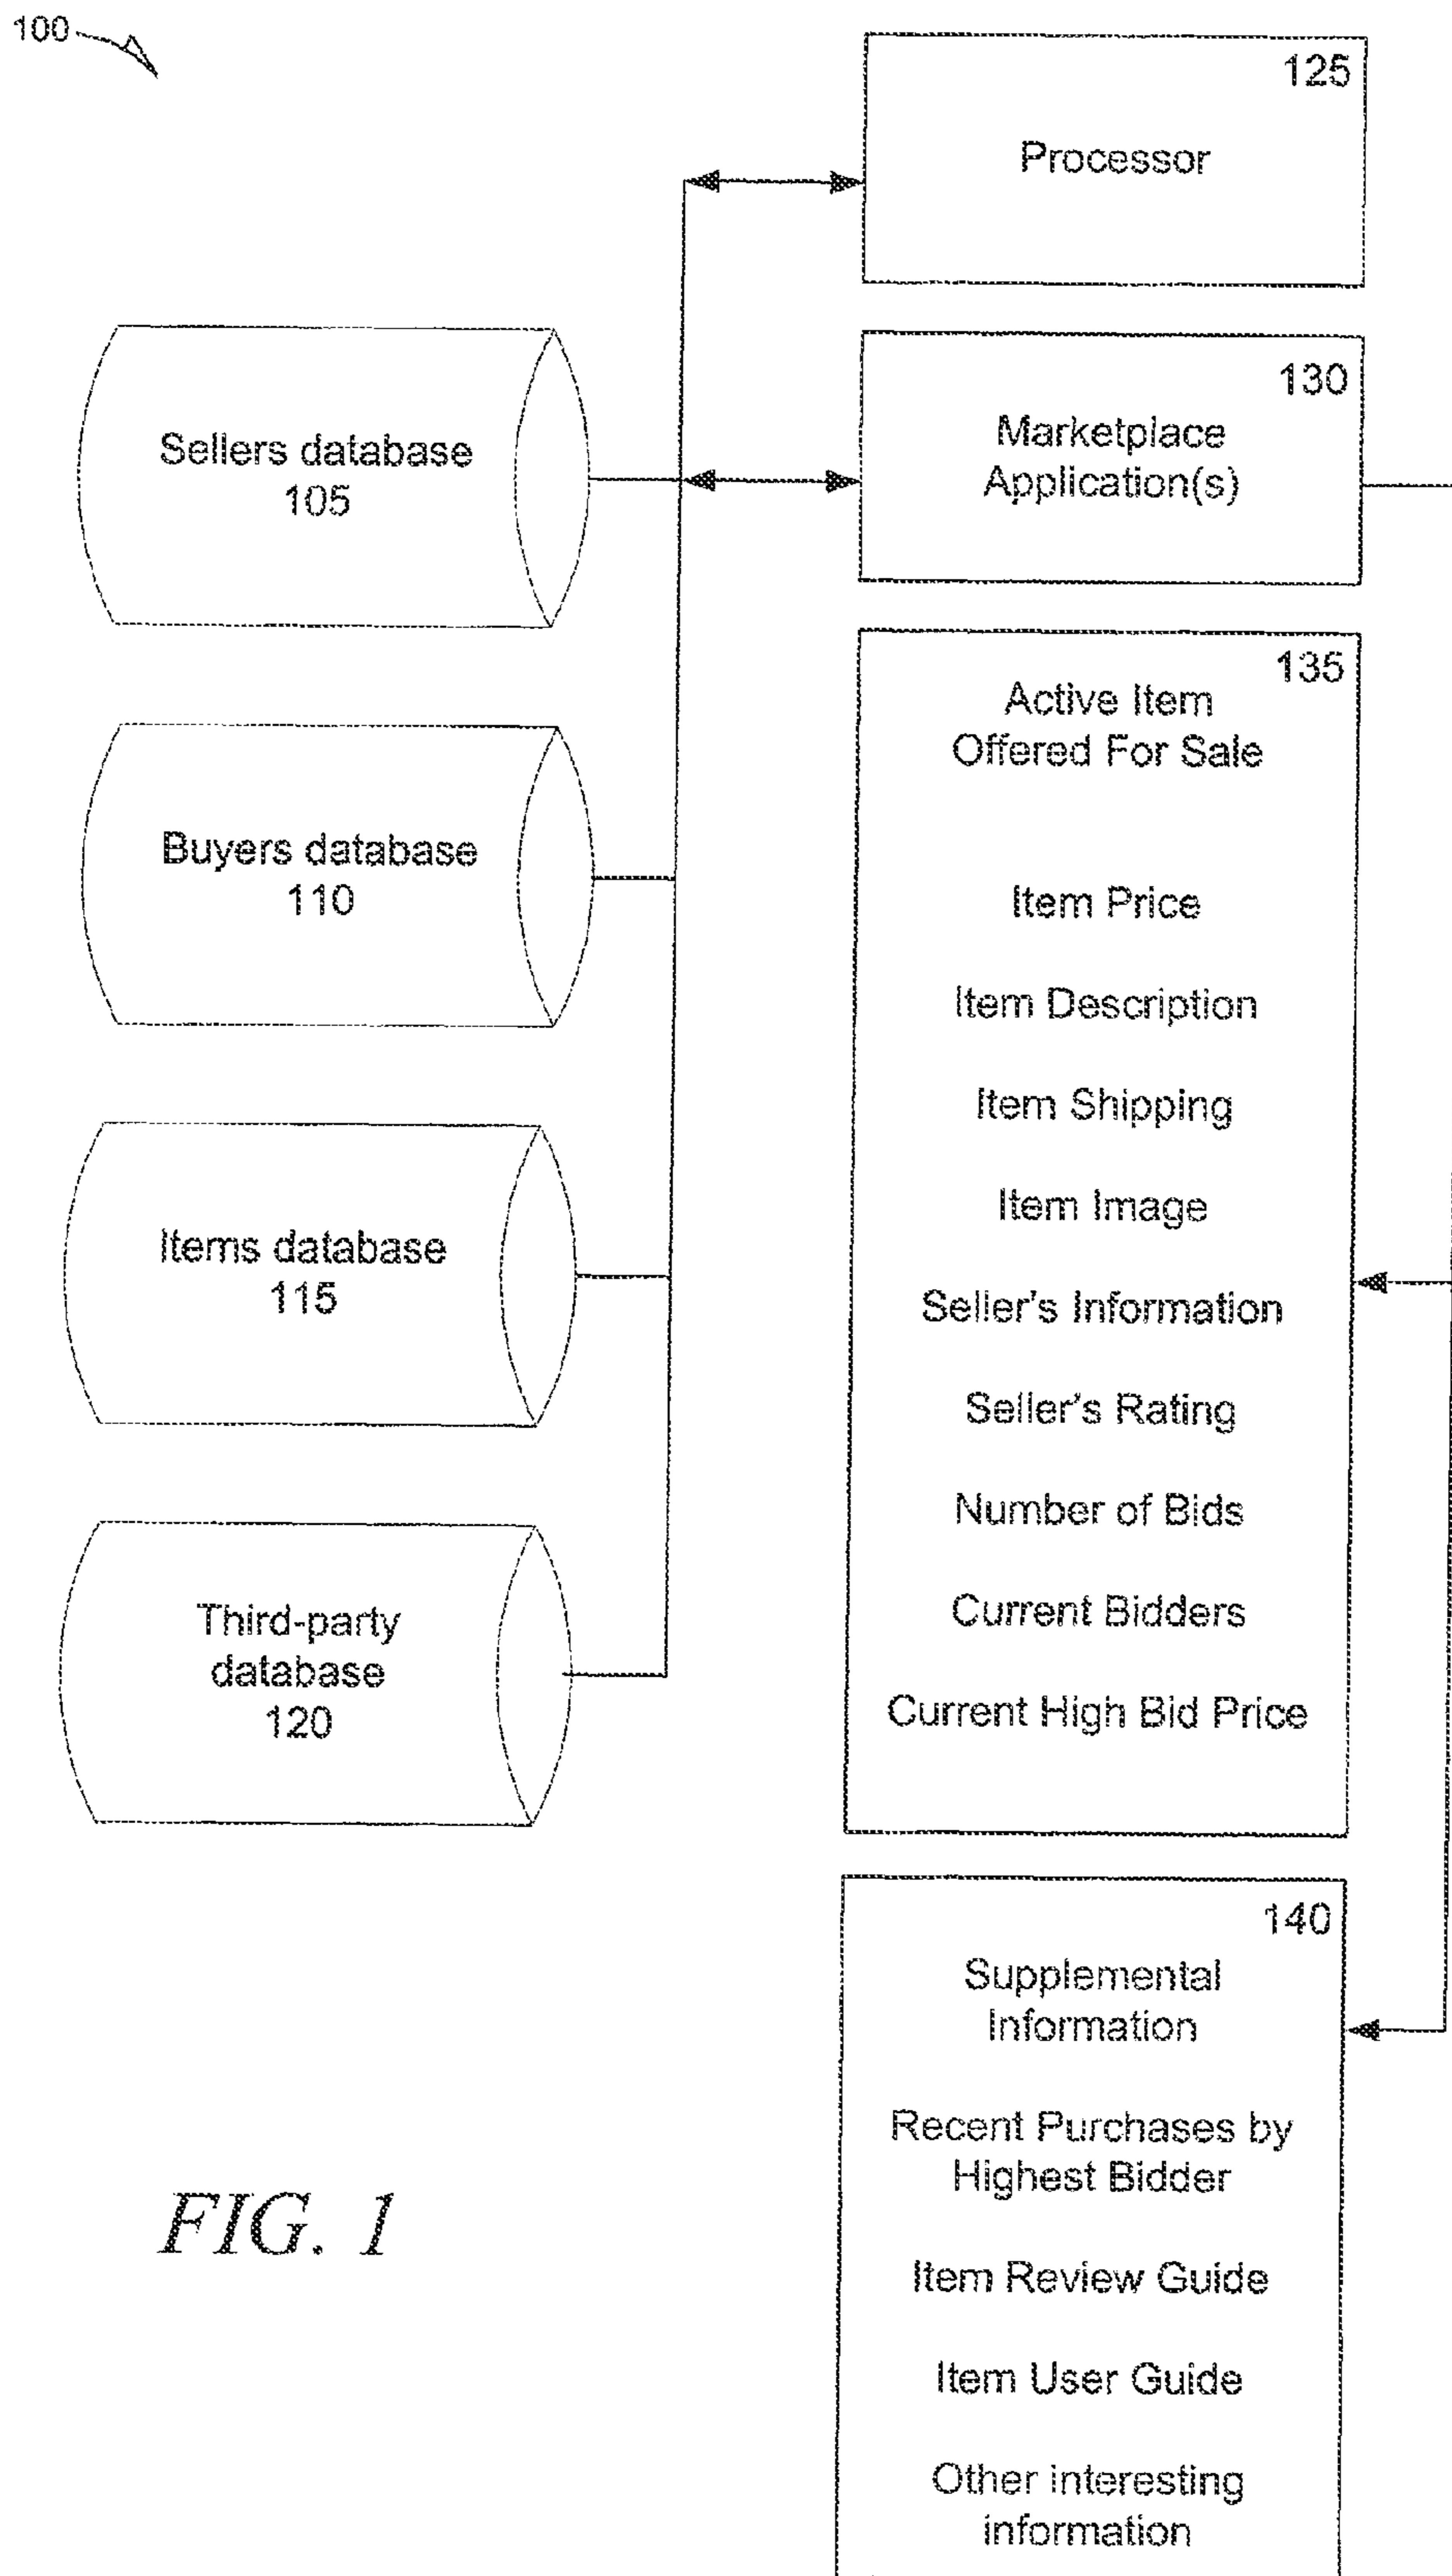 100
125
Processor
130
Marketplace
Application(s)
Sellers database
105
135
Active Item
Offered For Sale
Item Price
Item Description
Item Shipping
Item Image
Seller's Information
Seller's Rating
Number of Bids
Current Bidders
Current High Bid Price
Buyers database
110
Items database
115
Third-party
database
120
140
Supplemental
Information
Recent Purchases by
Highest Bidder
Item Review Guide
Item User Guide
Other interesting
information
FIG. 1